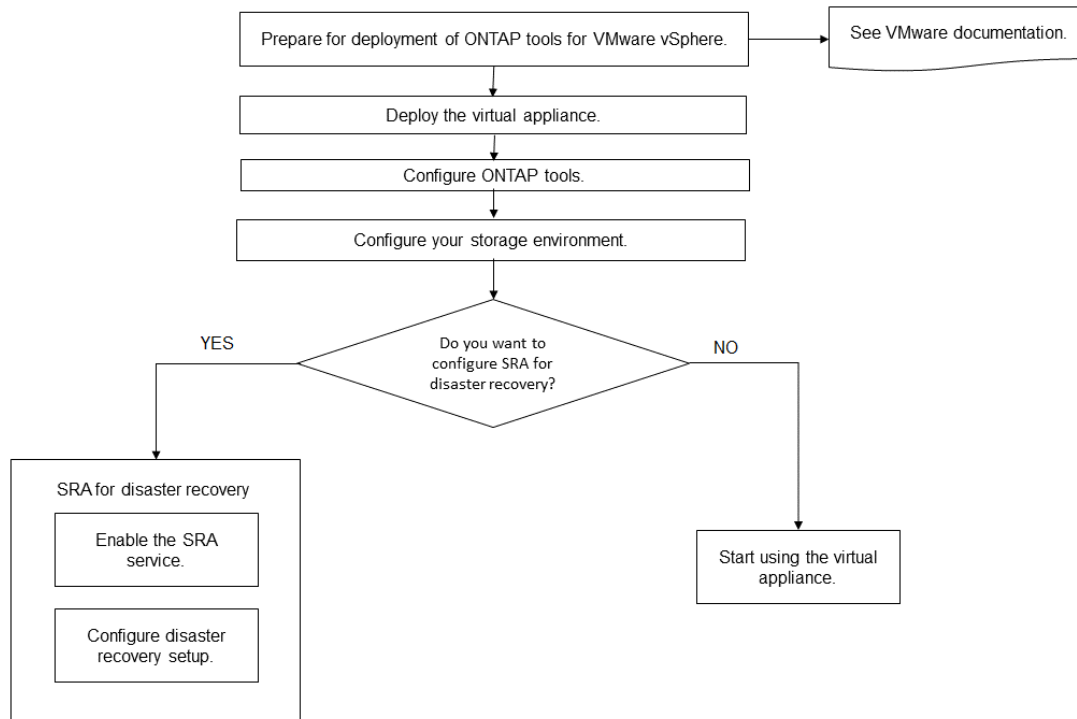 Prepare for deployment of ONTAP tools for VMware vSphere.
See VMware documentation.
Deploy the virtual appliance.
Configure ONTAP tools.
Configure your storage environment.
Do you want to
configure SRA for
disaster recovery?
YES
NO
SRA for disaster recovery
Enable the SRA
service.
Configure disaster
recovery setup.
Start using the virtual
appliance.